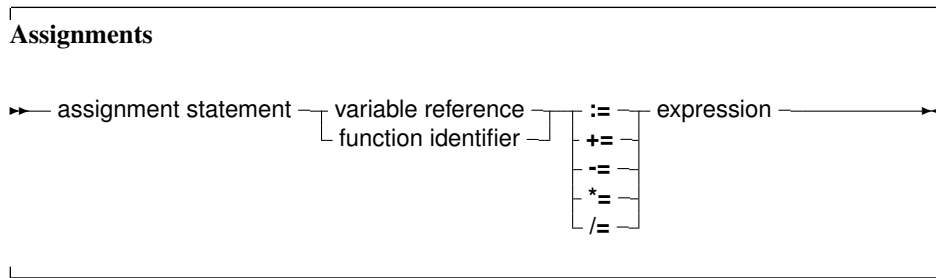 Assignments
assignment statement variable reference := expression
function identifier +=
-=
*=
/=